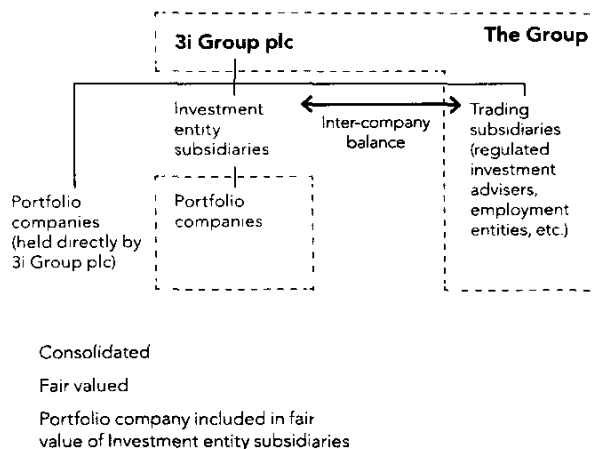 3i Group plc
The Group
Investment
entity
subsidiaries
Inter-company
balance
Trading
subsidiaries
(regulated
investment
advisers,
employment
entities, etc.)
Portfolio
companies
(held directly by
3i Group plc)
Portfolio
companies
Consolidated
Fair valued
Portfolio company included in fair
value of Investment entity subsidiaries